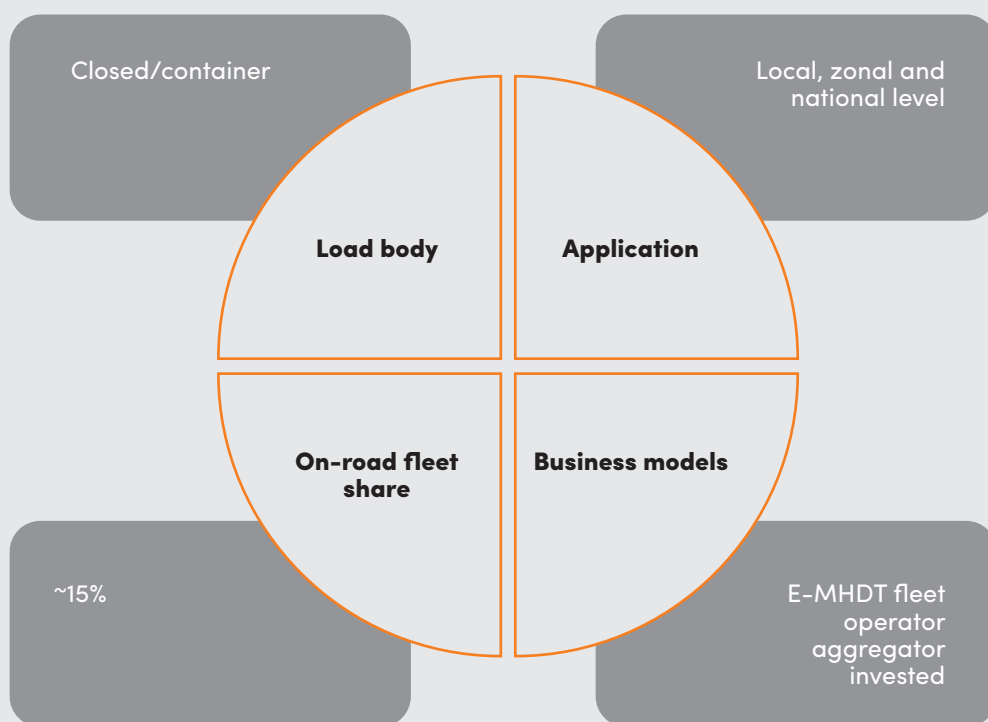 Closed/container
Local, zonal and
national level
Load body
Application
On-road fleet
share
Business models
~15%
E-MHDT fleet
operator
aggregator
invested